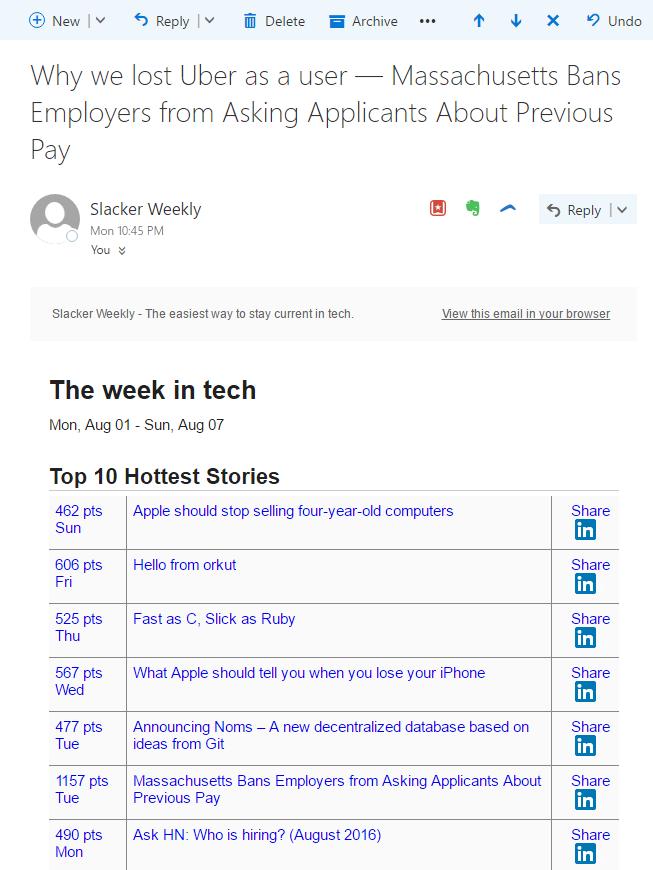 New Reply Delete Archive ••• Undo
Why we lost Uber as a user — Massachusetts Bans
Employers from Asking Applicants About Previous
Pay
Slacker Weekly
Mon 10:45 PM
You
Reply
Slacker Weekly - The easiest way to stay current in tech.
View this email in your browser
The week in tech
Mon, Aug 01 - Sun, Aug 07
Top 10 Hottest Stories
462 pts Apple should stop selling four-year-old computers Share
Sun in
606 pts Hello from orkut Share
Fri in
525 pts Fast as C, Slick as Ruby Share
Thu in
567 pts What Apple should tell you when you lose your iPhone Share
Wed in
477 pts Announcing Noms – A new decentralized database based on Share
Tue ideas from Git in
1157 pts Massachusetts Bans Employers from Asking Applicants About Share
Tue Previous Pay in
490 pts Ask HN: Who is hiring? (August 2016) Share
Mon in